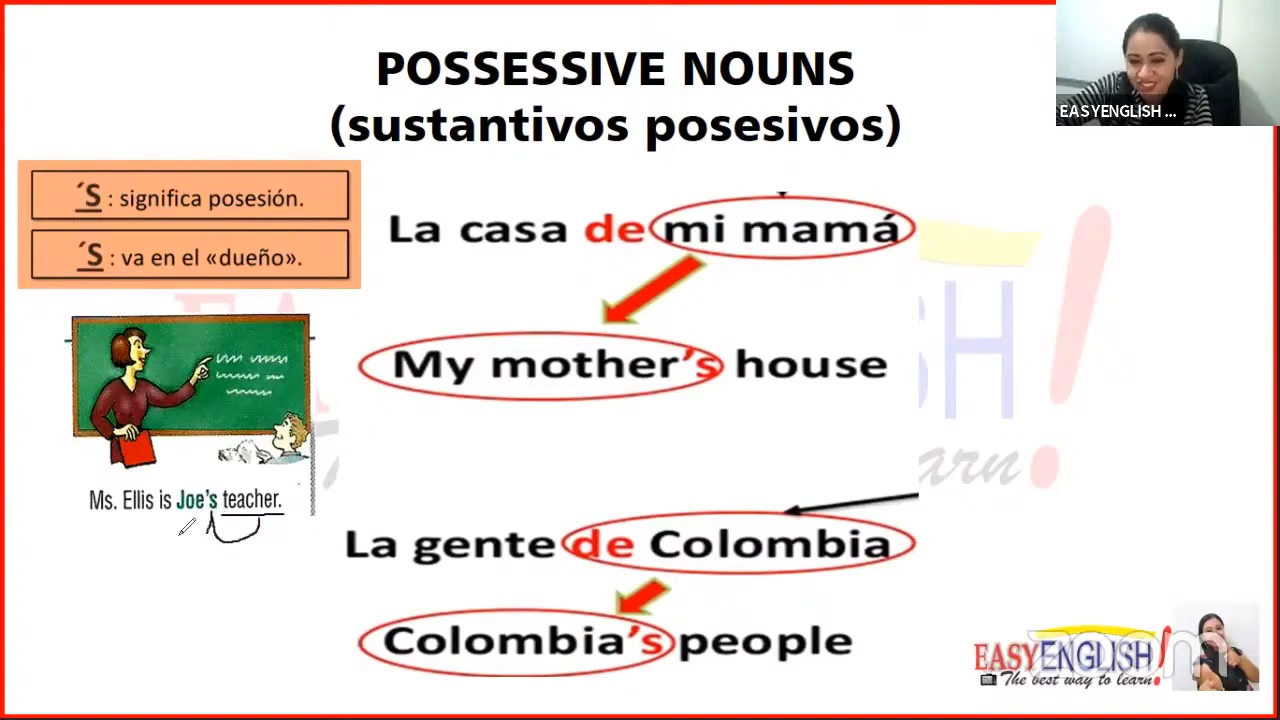 POSSESSIVE NOUNS
(sustantivos posesivos)
EASYENGLISH ...
´S : significa posesión.
´S : va en el «dueño».
La casa de mi mamá
My mother's house
Ms. Ellis is Joe's teacher.
La gente de Colombia
Colombia's people
EASYENGLISH!
The best way to learn!
zoom